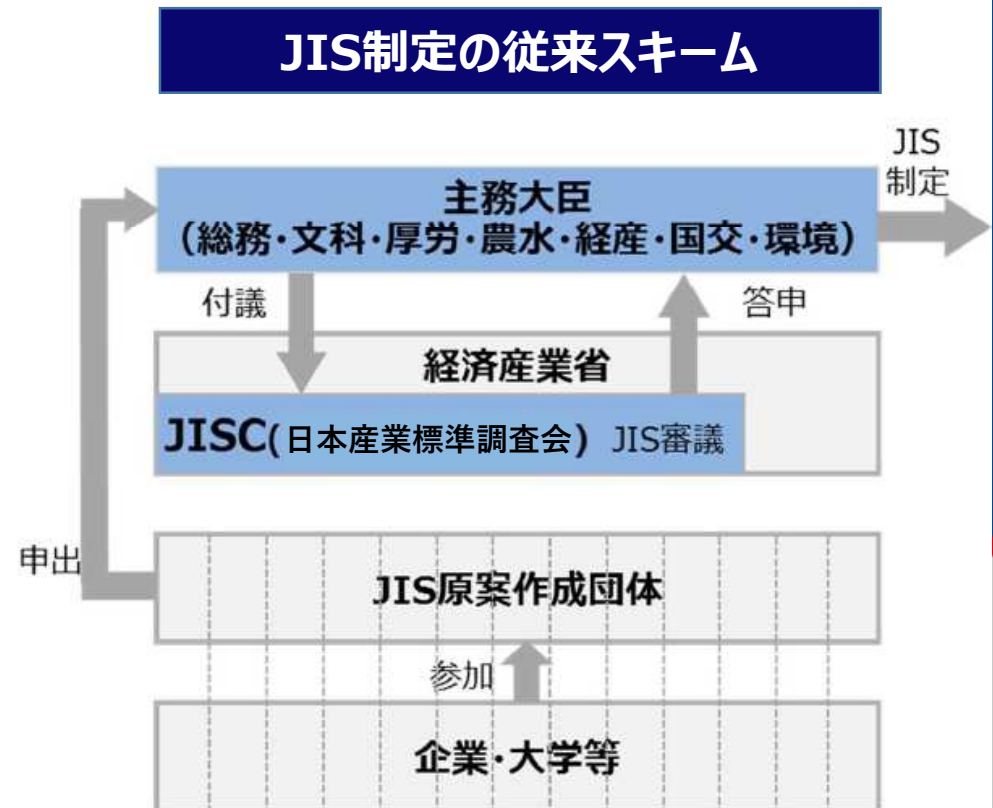 JIS制定の従来スキーム
JIS
制定
主務大臣
（総務・文科・厚労・農水・経産・国交・環境）
付議
答申
経済産業省
JISC(日本産業標準調査会) JIS審議
申出
JIS原案作成団体
参加
企業・大学等